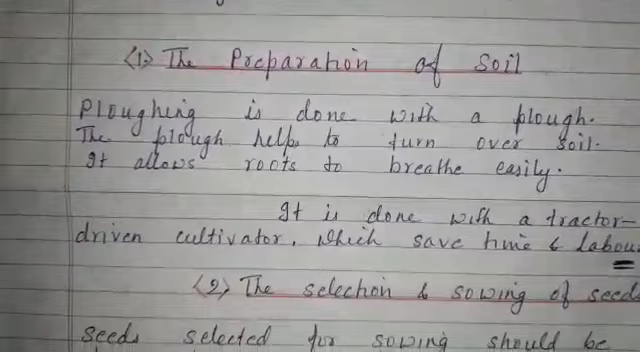 (1) The Preparation of Soil
Ploughing is done with a plough.
The plough helps to turn over soil.
It allows roots to breathe easily.
It is done with a tractor-
driven cultivator, which save time & labour
(2) The selection & sowing of seeds
seeds selected for sowing should be